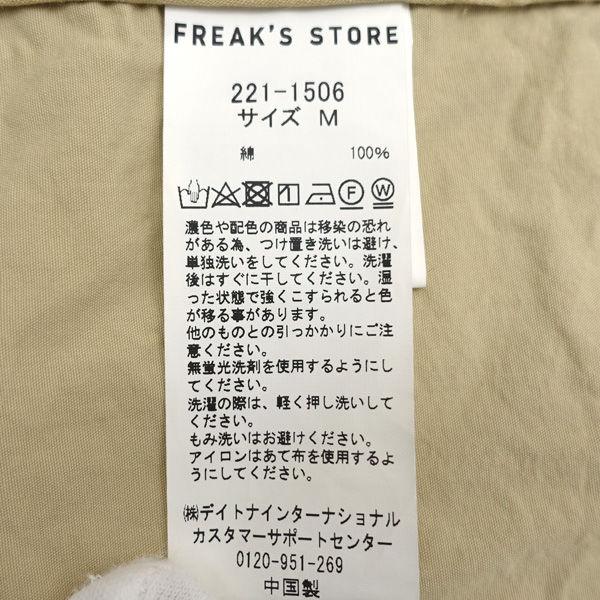 FREAK'S STORE
221-1506
サイズ M
綿 100%
F W
濃色や配色の商品は移染の恐れ
がある為、つけ置き洗いは避け、
単独洗いをしてください。洗濯
後はすぐに干してください。湿
った状態で強くこすられると色
が移る事があります。
他のものとの引っかかりにご注
意ください。
無蛍光洗剤を使用するようにし
てください。
洗濯の際は、軽く押し洗いして
ください。
もみ洗いはお避けください。
アイロンはあて布を使用するよ
うにしてください。
㈱デイトナインターナショナル
カスタマーサポートセンター
0120-951-269
中国製